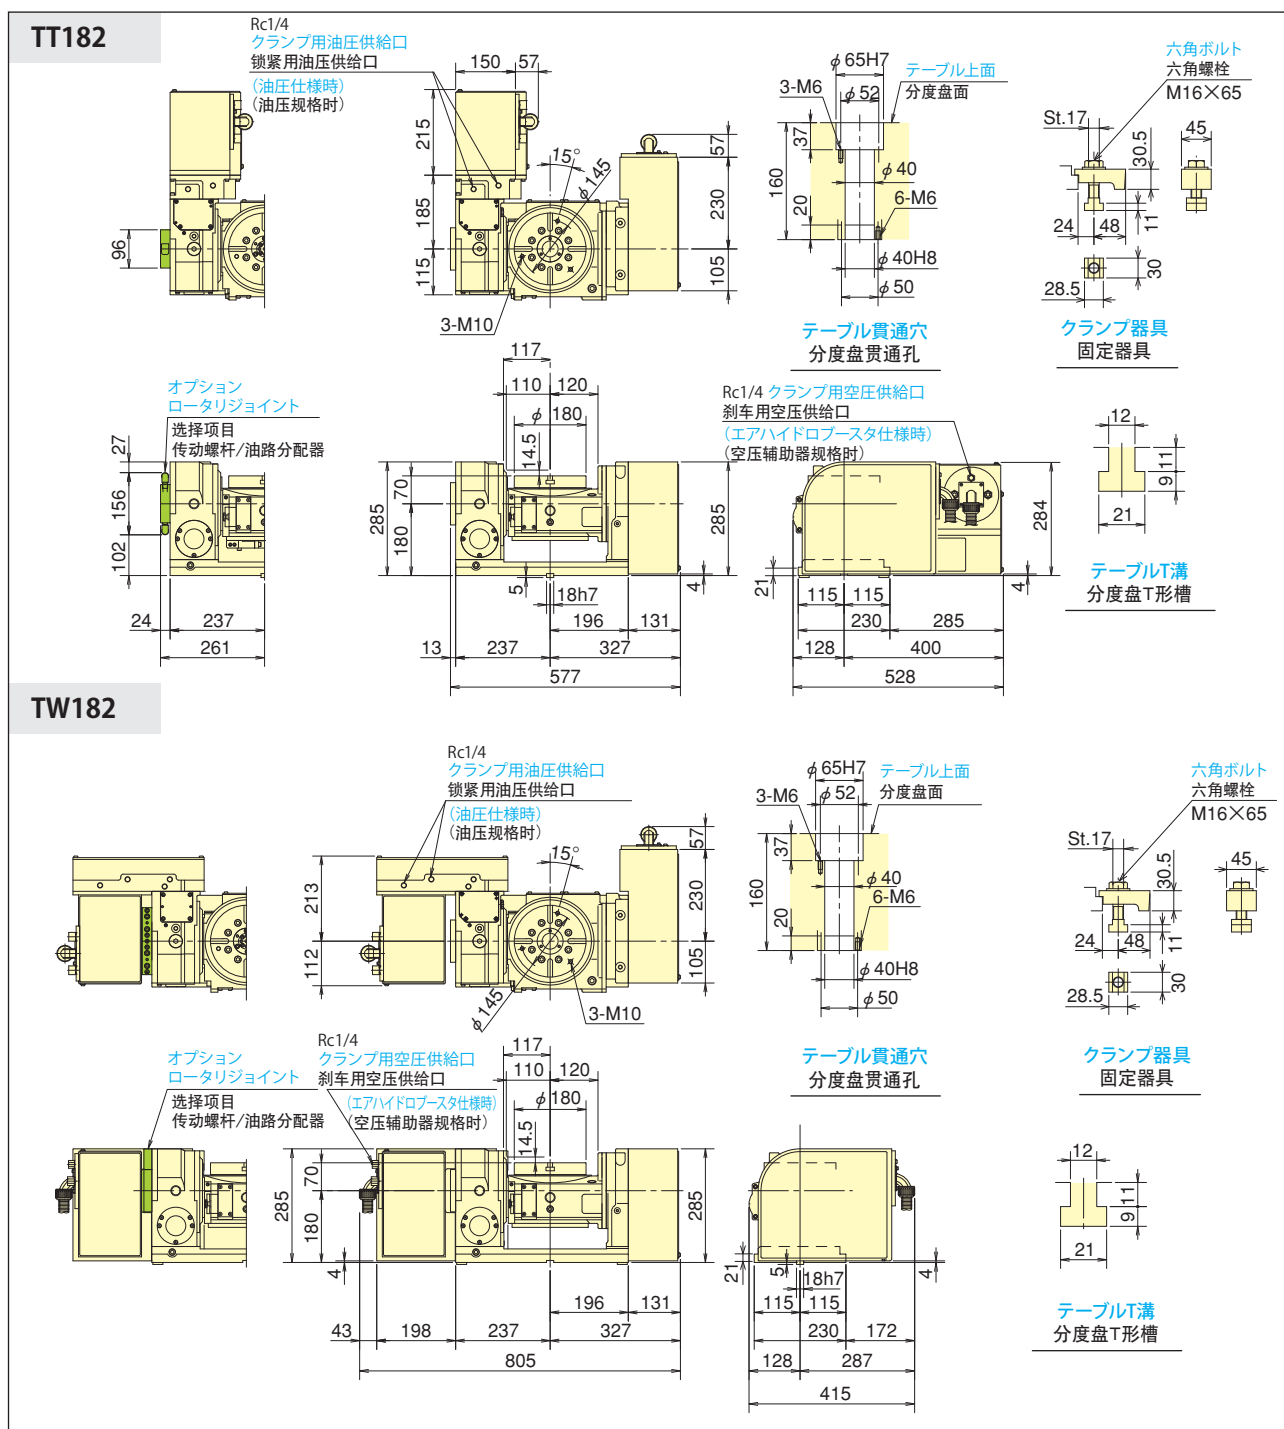 TT182
Rc1/4
クランプ用油圧供給口
锁紧用油压供给口
(油圧仕様時)
(油压规格时)
150
57
215
185
115
96
15°
φ145
3-M10
57
230
105
φ65H7
3-M6
φ52
テーブル上面
分度盘面
37
160
20
φ40
6-M6
φ40H8
φ50
テーブル貫通穴
分度盘贯通孔
六角ボルト
六角螺栓
M16×65
St.17
45
30.5
24
48
11
30
28.5
クランプ器具
固定器具
オプション
ロータリジョイント
选择项目
传动螺杆/油路分配器
27
156
102
24
237
261
117
110
120
φ180
14.5
70
285
180
285
5
18h7
4
196
131
13
237
327
577
Rc1/4 クランプ用空圧供給口
刹车用空压供给口
(エアハイドロブースタ仕様時)
(空压辅助器规格时)
284
21
4
115
115
230
285
128
400
528
12
11
9
21
テーブルT溝
分度盘T形槽
TW182
Rc1/4
クランプ用油圧供給口
锁紧用油压供给口
(油圧仕様時)
(油压规格时)
213
112
15°
φ145
3-M10
57
230
105
φ65H7
3-M6
φ52
テーブル上面
分度盘面
37
160
20
φ40
6-M6
φ40H8
φ50
テーブル貫通穴
分度盘贯通孔
六角ボルト
六角螺栓
M16×65
St.17
45
30.5
24
48
11
30
28.5
クランプ器具
固定器具
オプション
ロータリジョイント
选择项目
传动螺杆/油路分配器
Rc1/4
クランプ用空圧供給口
刹车用空压供给口
(エアハイドロブースタ仕様時)
(空压辅助器规格时)
117
110
120
φ180
14.5
70
285
180
4
285
196
131
43
198
237
327
805
21
5
18h7
4
115
115
230
172
128
287
415
12
11
9
21
テーブルT溝
分度盘T形槽